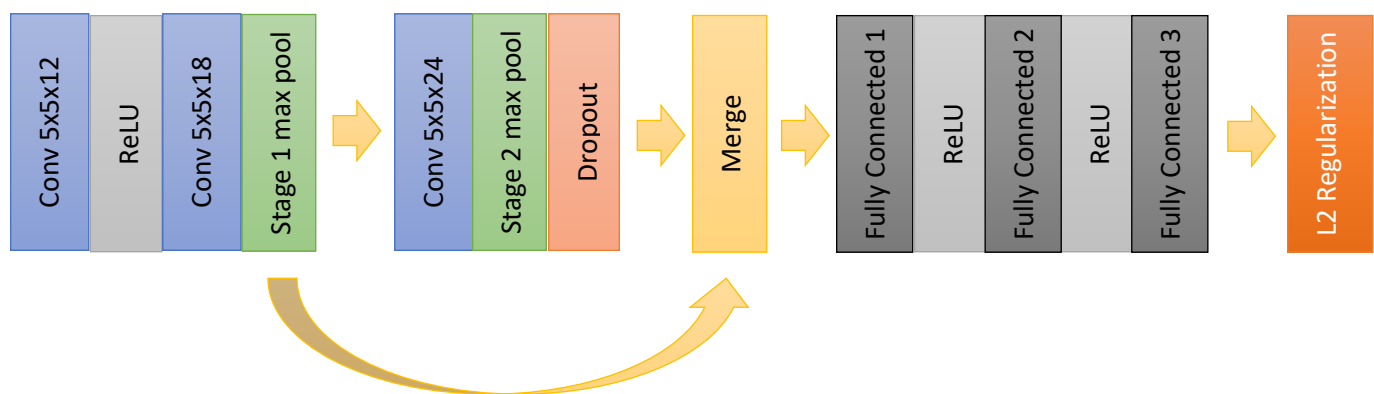 Conv 5x5x12
ReLU
Conv 5x5x18
Stage 1 max pool
Conv 5x5x24
Stage 2 max pool
Dropout
Merge
Fully Connected 1
ReLU
Fully Connected 2
ReLU
Fully Connected 3
L2 Regularization